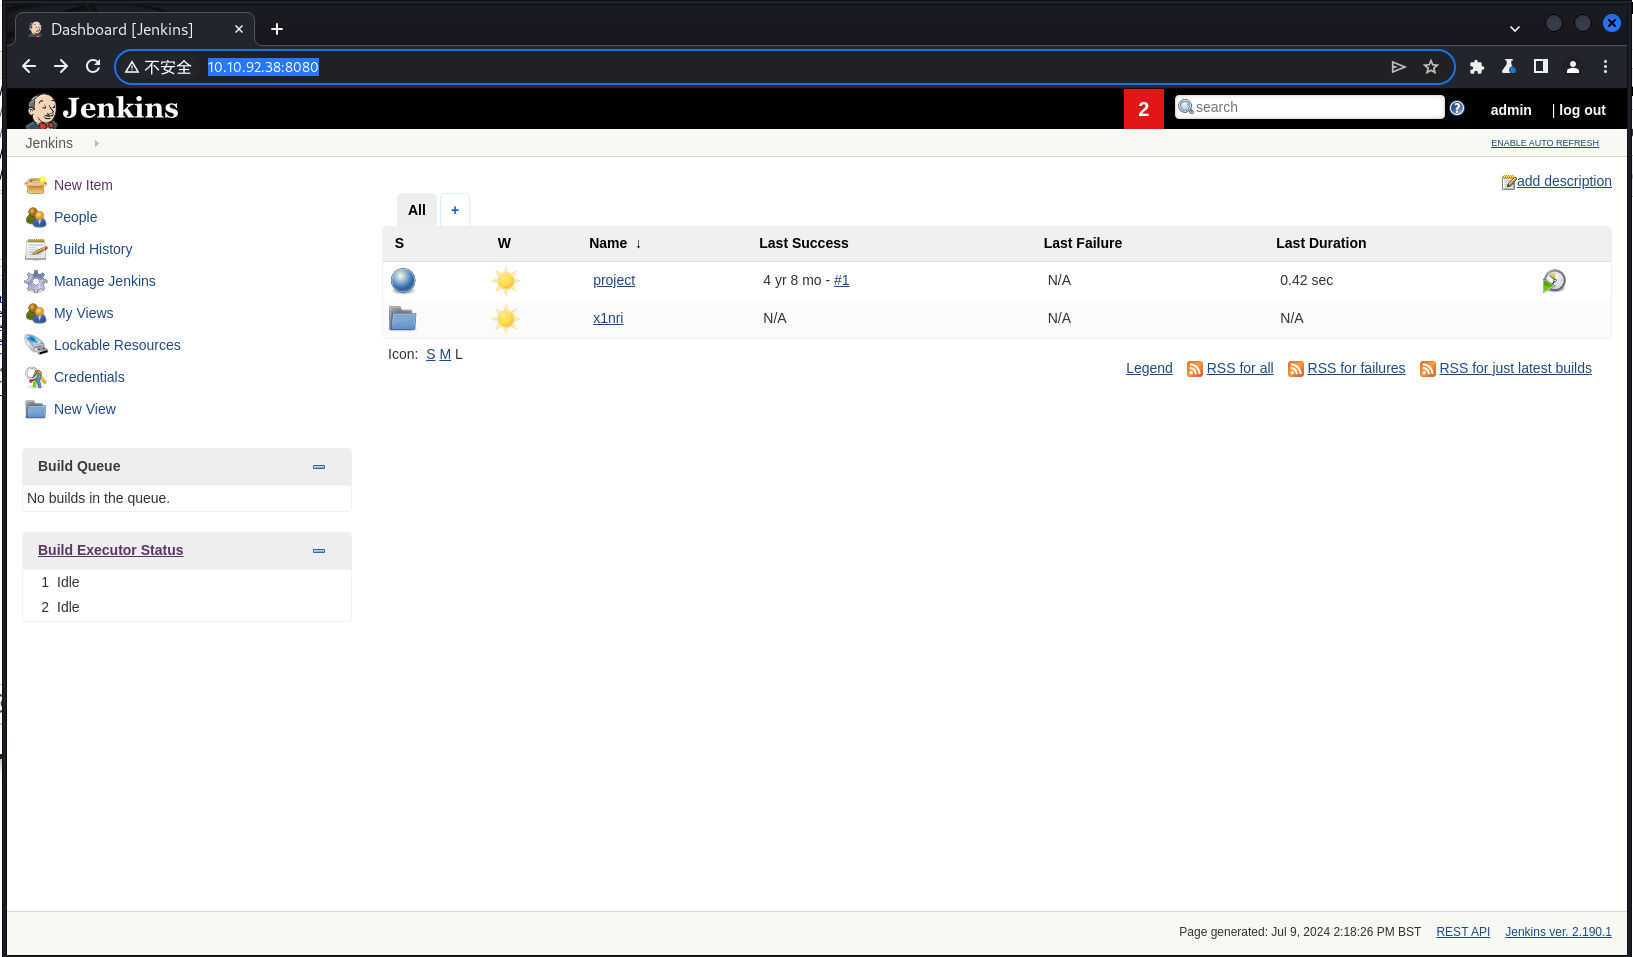 Dashboard [Jenkins]
不安全 10.10.92.38:8080
Jenkins 2 search admin | log out
Jenkins ENABLE AUTO REFRESH
New Item
People
Build History
Manage Jenkins
My Views
Lockable Resources
Credentials
New View
Build Queue
No builds in the queue.
Build Executor Status
1 Idle
2 Idle
add description
All +
S W Name ↓ Last Success Last Failure Last Duration
project 4 yr 8 mo - #1 N/A 0.42 sec
x1nri N/A N/A N/A
Icon: S M L
Legend RSS for all RSS for failures RSS for just latest builds
Page generated: Jul 9, 2024 2:18:26 PM BST REST API Jenkins ver. 2.190.1